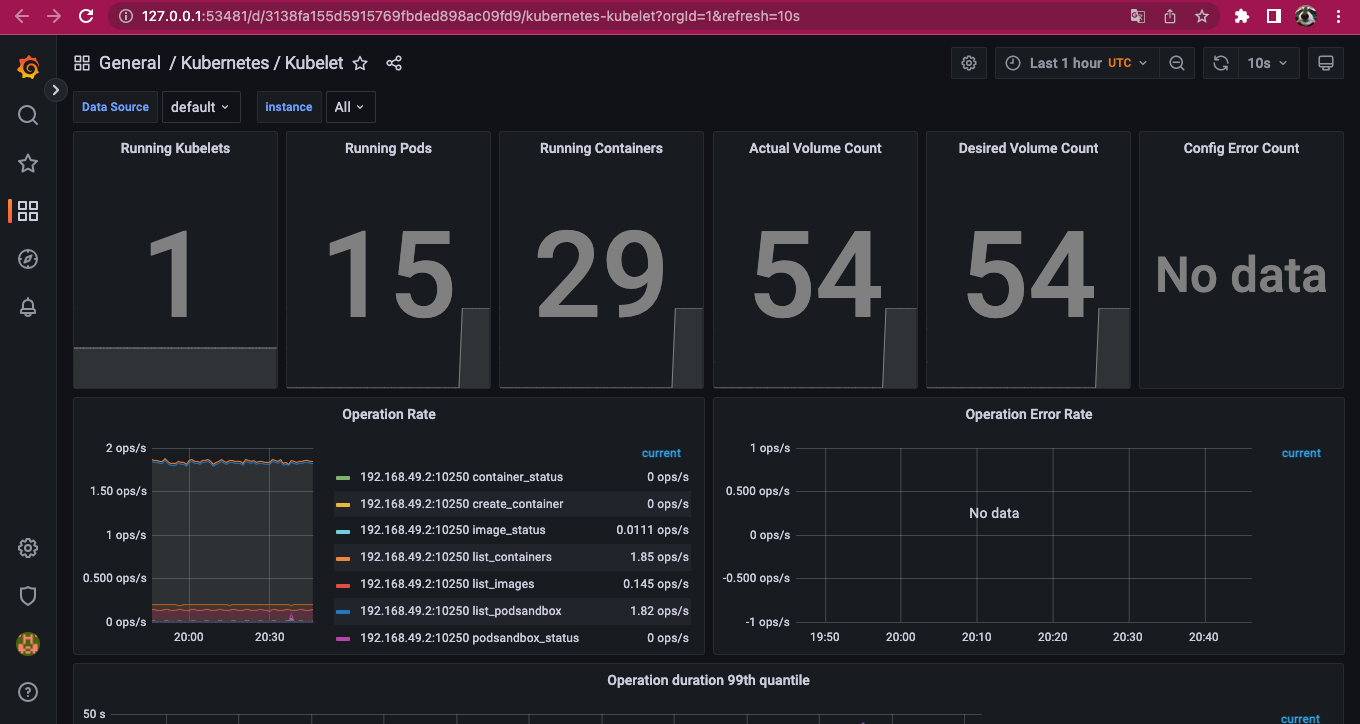 127.0.0.1:53481/d/3138fa155d5915769fbded898ac09fd9/kubernetes-kubelet?orgId=1&refresh=10s
General / Kubernetes / Kubelet
Last 1 hour UTC
10s
Data Source default instance All
Running Kubelets
1
Running Pods
15
Running Containers
29
Actual Volume Count
54
Desired Volume Count
54
Config Error Count
No data
Operation Rate
2 ops/s
1.50 ops/s
1 ops/s
0.500 ops/s
0 ops/s
20:00 20:30
current
192.168.49.2:10250 container_status 0 ops/s
192.168.49.2:10250 create_container 0 ops/s
192.168.49.2:10250 image_status 0.0111 ops/s
192.168.49.2:10250 list_containers 1.85 ops/s
192.168.49.2:10250 list_images 0.145 ops/s
192.168.49.2:10250 list_podsandbox 1.82 ops/s
192.168.49.2:10250 podsandbox_status 0 ops/s
Operation Error Rate
1 ops/s
0.500 ops/s
0 ops/s
-0.500 ops/s
-1 ops/s
No data
19:50 20:00 20:10 20:20 20:30 20:40
current
Operation duration 99th quantile
50 s
current